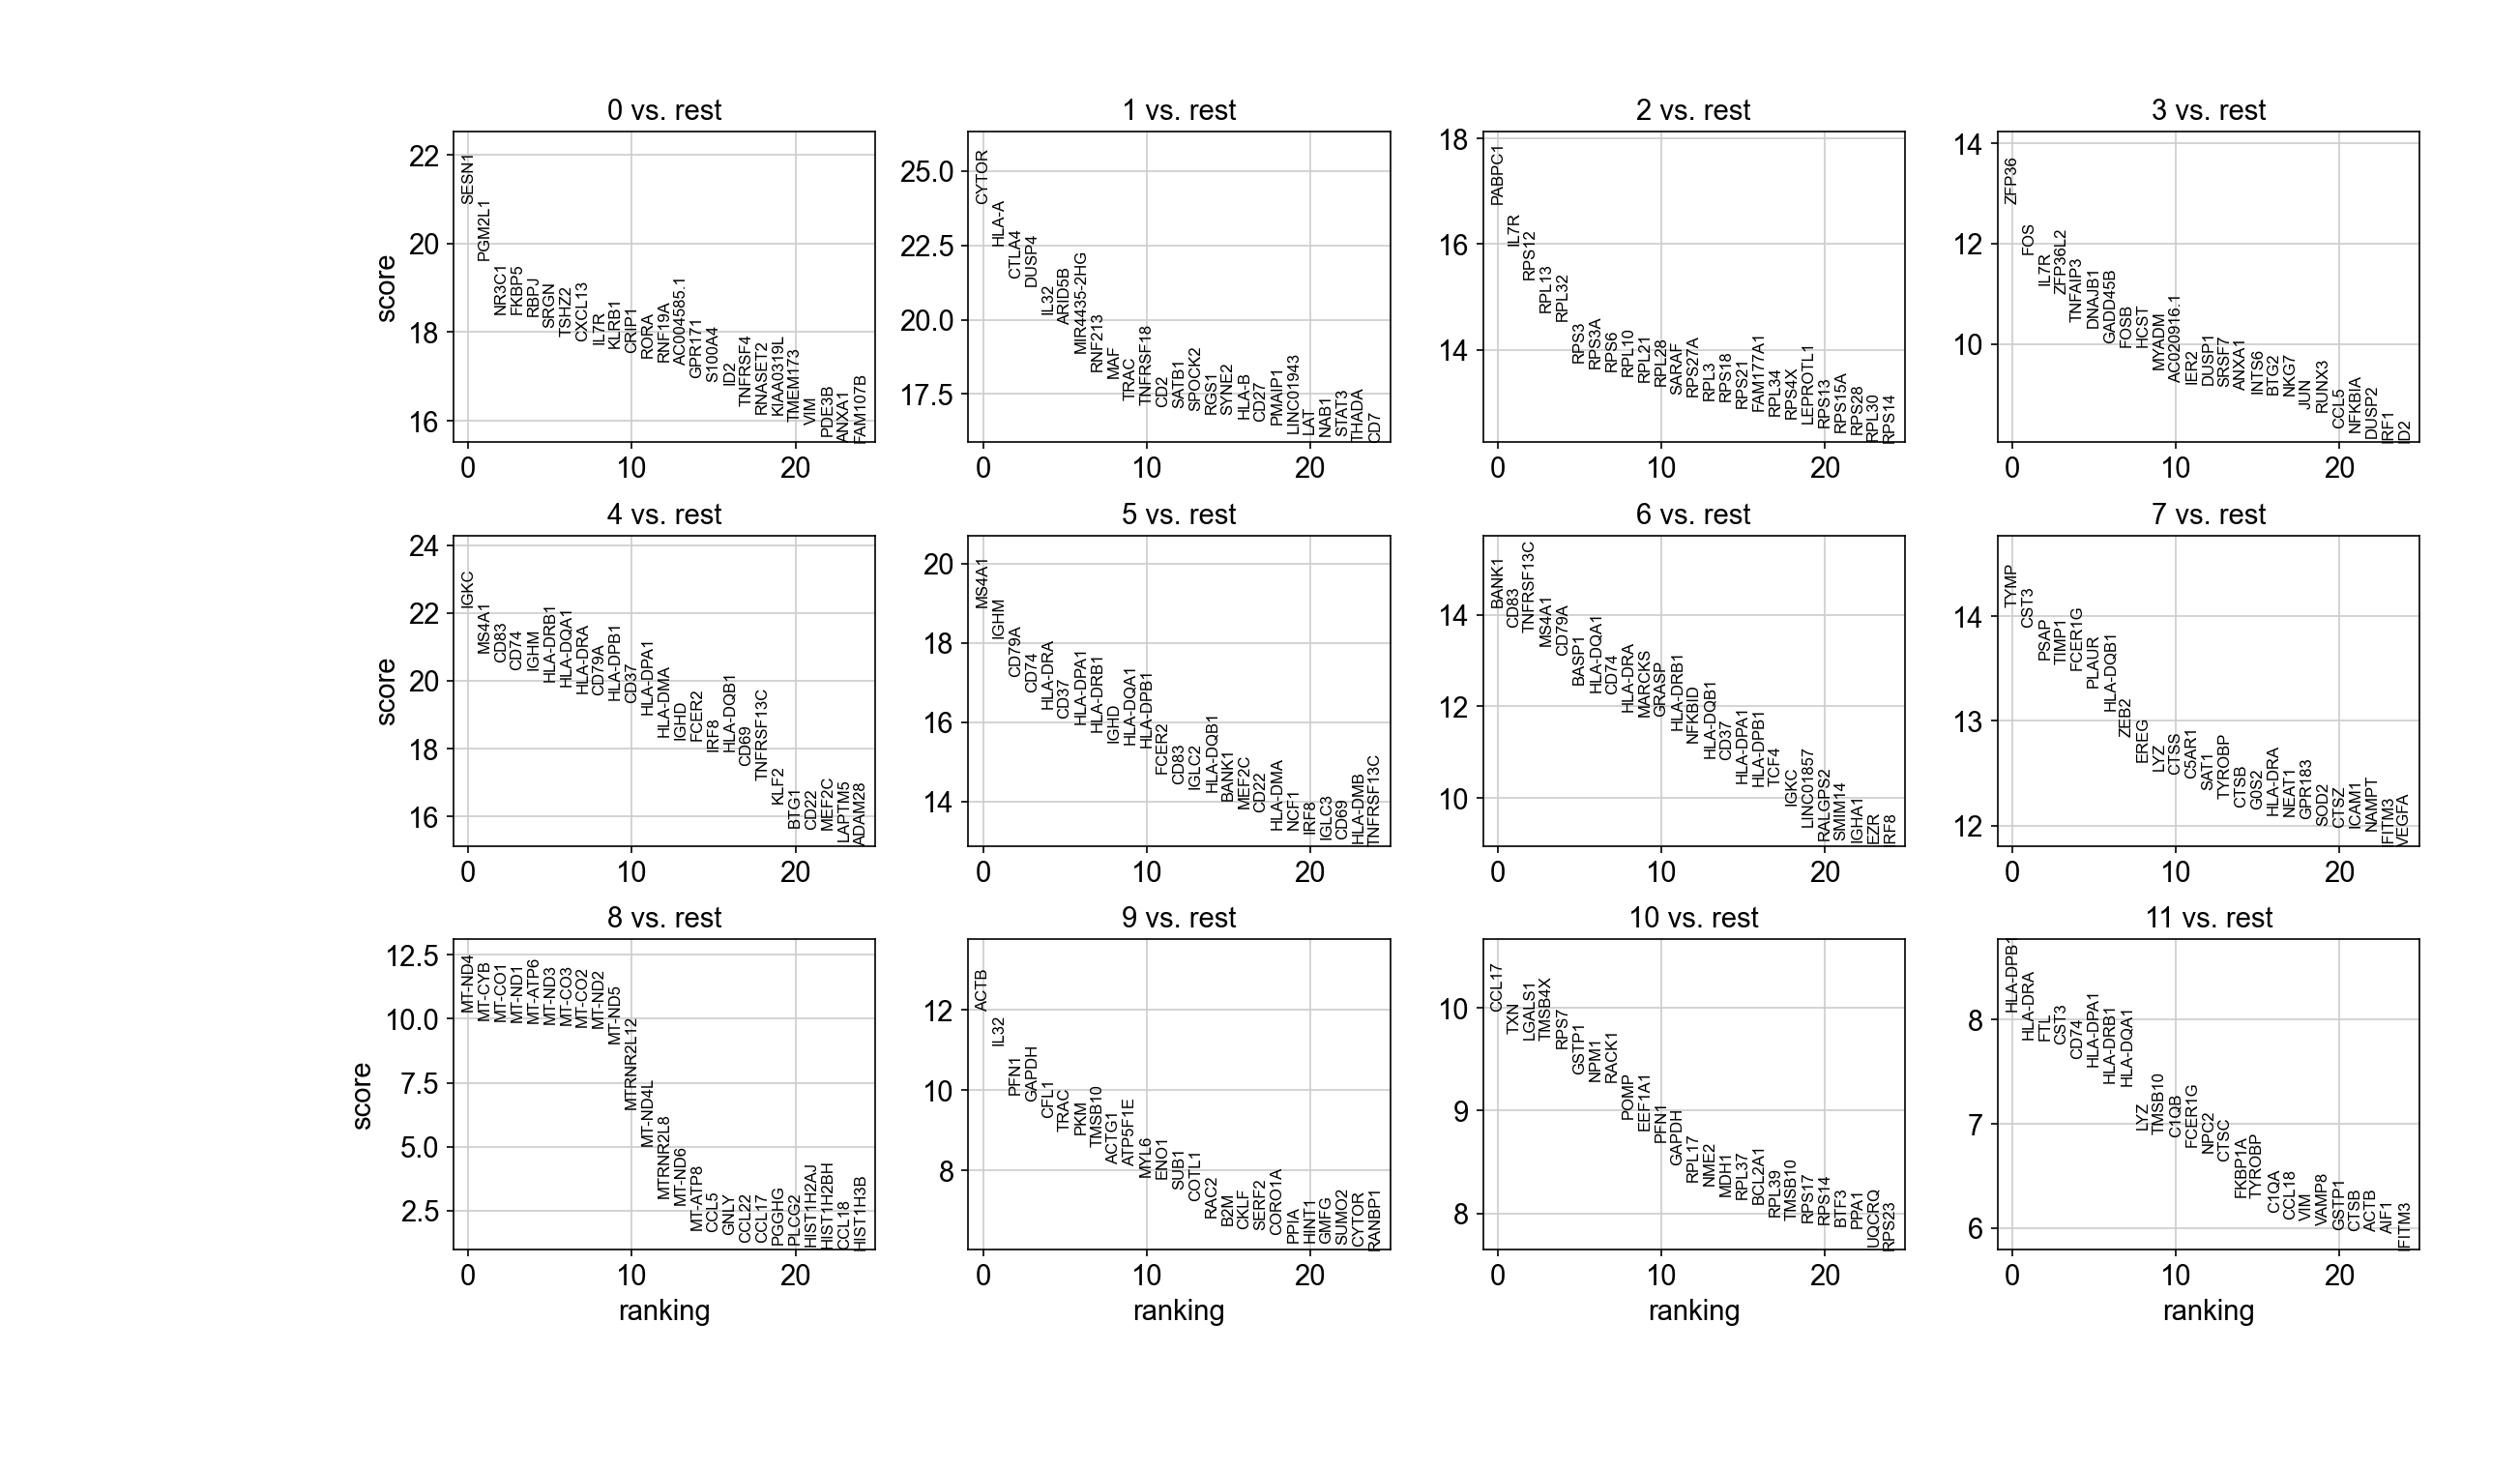 0 vs. rest
score
22
20
18
16
SESN1
PGM2L1
NR3C1
FKBP5
RBPJ
SRGN
TSHZ2
CXCL13
IL7R
KLRB1
CRIP1
RORA
RNF19A
AC004585.1
GPR171
S100A4
ID2
TNFRSF4
RNASET2
KIAA0319L
TMEM173
VIM
PDE3B
ANXA1
FAM107B
0 10 20
1 vs. rest
25.0
22.5
20.0
17.5
CYTOR
HLA-A
CTLA4
DUSP4
IL32
ARID5B
MIR4435-2HG
RNF213
MAF
TRAC
TNFRSF18
CD2
SATB1
SPOCK2
RGS1
SYNE2
HLA-B
CD27
PMAIP1
LINC01943
LAT
NAB1
STAT3
THADA
CD7
0 10 20
2 vs. rest
18
16
14
PABPC1
IL7R
RPS12
RPL13
RPL32
RPS3
RPS3A
RPS6
RPL10
RPL21
RPL28
SARAF
RPS27A
RPL3
RPS18
RPS21
FAM177A1
RPL34
RPS4X
LEPROTL1
RPS13
RPS15A
RPS28
RPL30
RPS14
0 10 20
3 vs. rest
14
12
10
ZFP36
FOS
IL7R
ZFP36L2
TNFAIP3
DNAJB1
GADD45B
FOSB
HCST
MYADM
AC020916.1
IER2
DUSP1
SRSF7
ANXA1
INTS6
BTG2
NKG7
JUN
RUNX3
CCL5
NFKBIA
DUSP2
IRF1
ID2
0 10 20
4 vs. rest
score
24
22
20
18
16
IGKC
MS4A1
CD83
CD74
IGHM
HLA-DRB1
HLA-DQA1
HLA-DRA
CD79A
HLA-DPB1
CD37
HLA-DPA1
HLA-DMA
IGHD
FCER2
IRF8
HLA-DQB1
CD69
TNFRSF13C
KLF2
BTG1
CD22
MEF2C
LAPTM5
ADAM28
0 10 20
5 vs. rest
20
18
16
14
MS4A1
IGHM
CD79A
CD74
HLA-DRA
CD37
HLA-DPA1
HLA-DRB1
IGHD
HLA-DQA1
HLA-DPB1
FCER2
CD83
IGLC2
HLA-DQB1
BANK1
MEF2C
CD22
HLA-DMA
NCF1
IRF8
IGLC3
CD69
HLA-DMB
TNFRSF13C
0 10 20
6 vs. rest
14
12
10
BANK1
CD83
TNFRSF13C
MS4A1
CD79A
BASP1
HLA-DQA1
CD74
HLA-DRA
MARCKS
GRASP
HLA-DRB1
NFKBID
HLA-DQB1
CD37
HLA-DPA1
HLA-DPB1
TCF4
IGKC
LINC01857
RALGPS2
SMIM14
IGHA1
EZR
IRF8
0 10 20
7 vs. rest
14
13
12
TYMP
CST3
PSAP
TIMP1
FCER1G
PLAUR
HLA-DQB1
ZEB2
EREG
LYZ
CTSS
C5AR1
SAT1
TYROBP
CTSB
G0S2
HLA-DRA
NEAT1
GPR183
SOD2
CTSZ
ICAM1
NAMPT
IFITM3
VEGFA
0 10 20
8 vs. rest
score
12.5
10.0
7.5
5.0
2.5
MT-ND4
MT-CYB
MT-CO1
MT-ND1
MT-ATP6
MT-ND3
MT-CO3
MT-CO2
MT-ND2
MT-ND5
MTRNR2L12
MT-ND4L
MTRNR2L8
MT-ND6
MT-ATP8
CCL5
GNLY
CCL22
CCL17
PGGHG
PLCG2
HIST1H2AJ
HIST1H2BH
CCL18
HIST1H3B
0 10 20
ranking
9 vs. rest
12
10
8
ACTB
IL32
PFN1
GAPDH
CFL1
TRAC
PKM
TMSB10
ACTG1
ATP5F1E
MYL6
ENO1
SUB1
COTL1
RAC2
B2M
CKLF
SERF2
CORO1A
PPIA
HINT1
GMFG
SUMO2
CYTOR
RANBP1
0 10 20
ranking
10 vs. rest
10
9
8
CCL17
TXN
LGALS1
TMSB4X
RPS7
GSTP1
NPM1
RACK1
POMP
EEF1A1
PFN1
GAPDH
RPL17
NME2
MDH1
RPL37
BCL2A1
RPL39
TMSB10
RPS17
RPS14
BTF3
PPA1
UQCRQ
RPS23
0 10 20
ranking
11 vs. rest
8
7
6
HLA-DPB1
HLA-DRA
FTL
CST3
CD74
HLA-DPA1
HLA-DRB1
HLA-DQA1
LYZ
TMSB10
C1QB
FCER1G
NPC2
CTSC
FKBP1A
TYROBP
C1QA
CCL18
VIM
VAMP8
GSTP1
CTSB
ACTB
AIF1
IFITM3
0 10 20
ranking